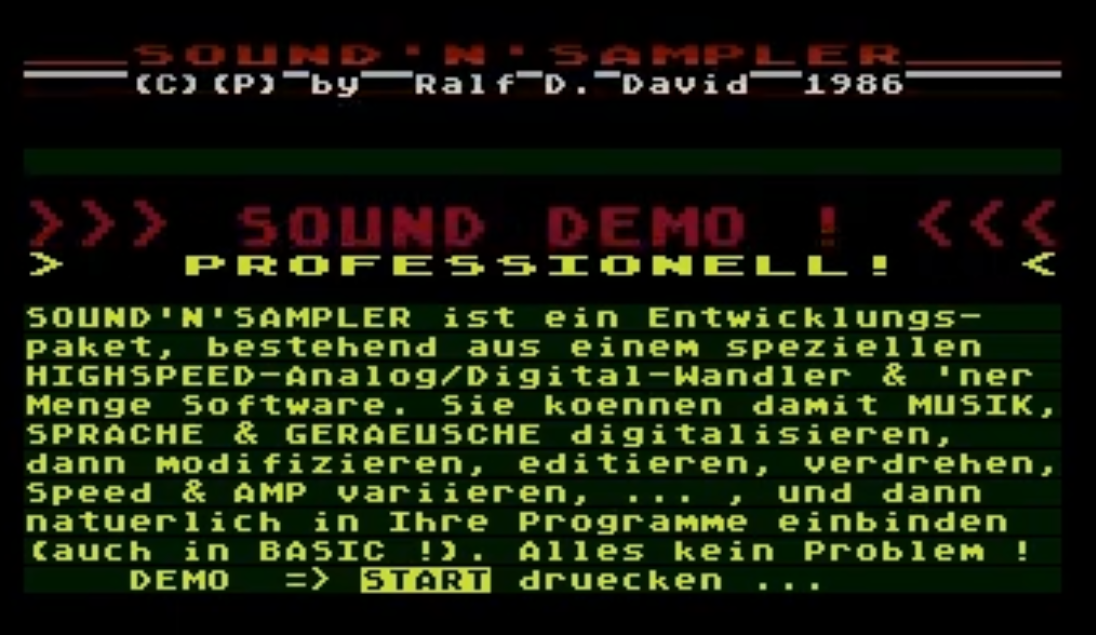 SOUND'N'SAMPLER
(C)(P) by Ralf D. David 1986
>>> SOUND DEMO ! <<<
> PROFESSIONELL! <
SOUND'N'SAMPLER ist ein Entwicklungs-
paket, bestehend aus einem speziellen
HIGHSPEED-Analog/Digital-Wandler & 'ner
Menge Software. Sie koennen damit MUSIK,
SPRACHE & GERAEUSCHE digitalisieren,
dann modifizieren, editieren, verdrehen,
Speed & AMP variieren, ... , und dann
natuerlich in Ihre Programme einbinden
(auch in BASIC !). Alles kein Problem !
DEMO => START druecken ...